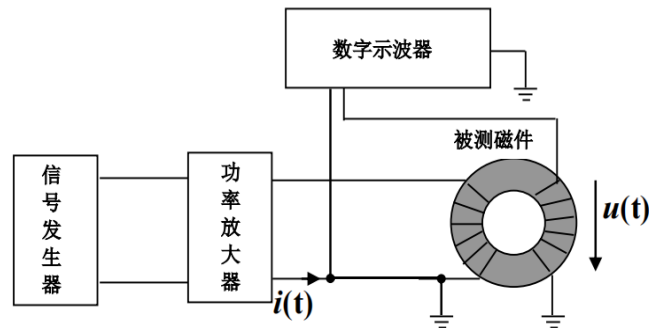 数字示波器
被测磁件
信号发生器
功率放大器
u(t)
i(t)